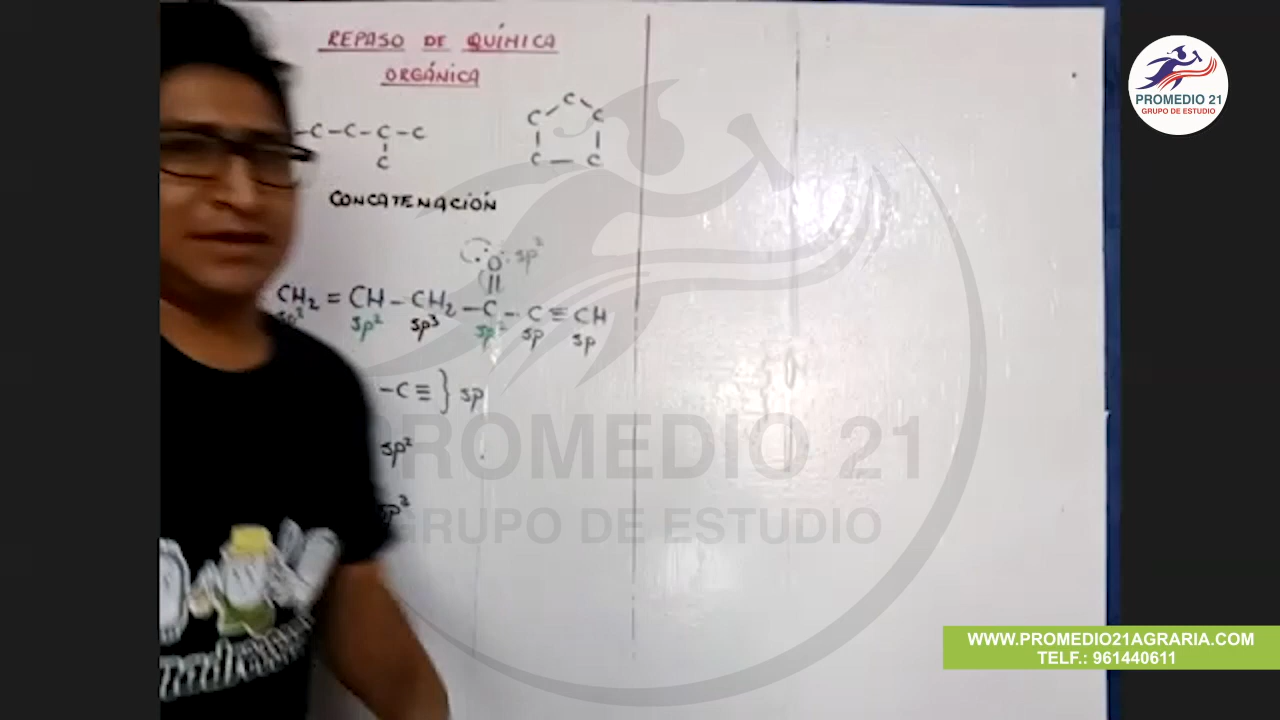 REPASO DE QUÍMICA
ORGÁNICA
-C-C-C-C
C
C C C
C — C
CONCATENACIÓN
O: sp²
CH₂ = CH - CH₂ - C - C ≡ CH
sp² sp³ sp² sp sp
-C≡} sp
sp²
PROMEDIO 21
GRUPO DE ESTUDIO
PROMEDIO 21
GRUPO DE ESTUDIO
WWW.PROMEDIO21AGRARIA.COM
TELF.: 961440611